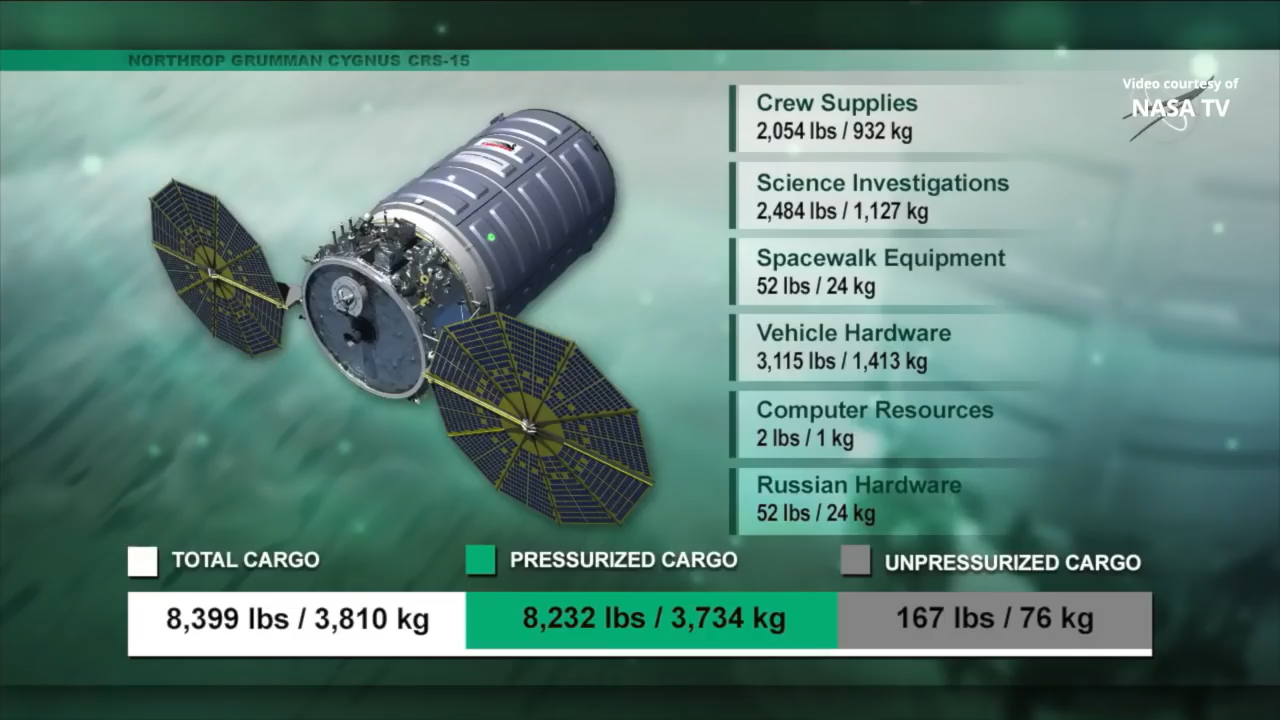 NORTHROP GRUMMAN CYGNUS CRS-15
Video courtesy of
NASA TV
Crew Supplies
2,054 lbs / 932 kg
Science Investigations
2,484 lbs / 1,127 kg
Spacewalk Equipment
52 lbs / 24 kg
Vehicle Hardware
3,115 lbs / 1,413 kg
Computer Resources
2 lbs / 1 kg
Russian Hardware
52 lbs / 24 kg
TOTAL CARGO
PRESSURIZED CARGO
UNPRESSURIZED CARGO
8,399 lbs / 3,810 kg
8,232 lbs / 3,734 kg
167 lbs / 76 kg